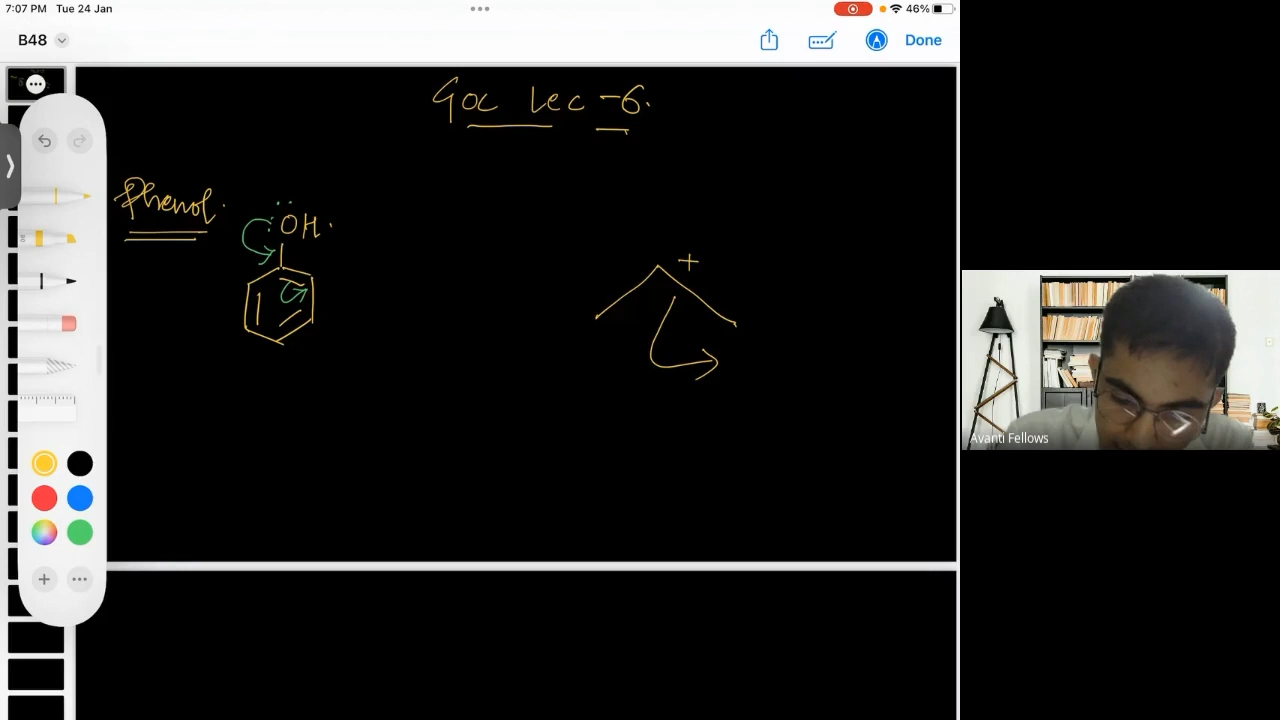 7:07 PM Tue 24 Jan
46%
B48
Done
Goc Lec -6.
Phenol.
OH.
+
Avanti Fellows